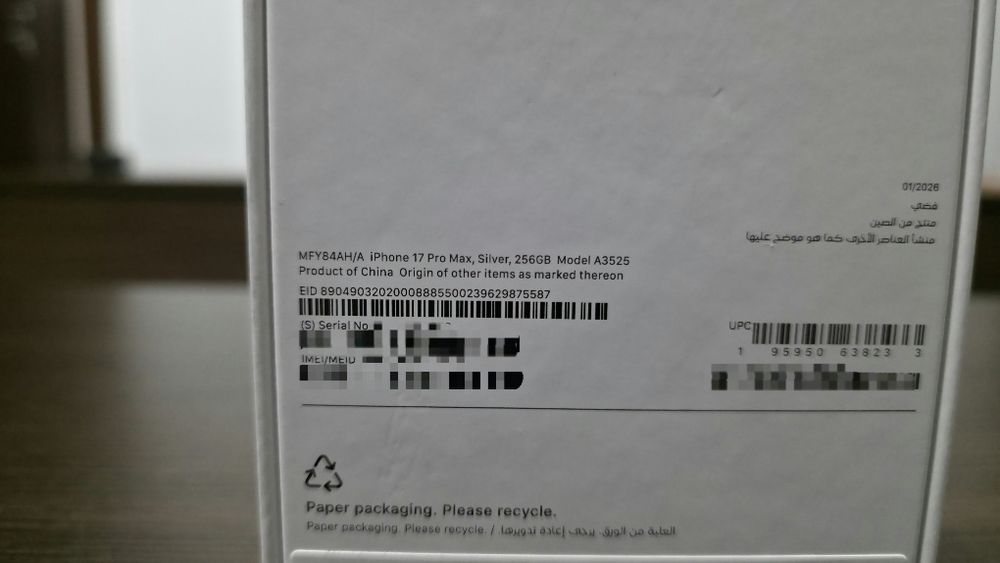 01/2026
فضي
منتج من الصين
منشأ العناصر الأخرى كما هو موضح عليها
MFY84AH/A iPhone 17 Pro Max, Silver, 256GB Model A3525
Product of China Origin of other items as marked thereon
EID 89049032020008885500239629875587
(S) Serial No
IMEI/MEID
UPC
1 95950 63823 3
Paper packaging. Please recycle.
Paper packaging. Please recycle. / العلبة من الورق. يرجى إعادة تدويرها.